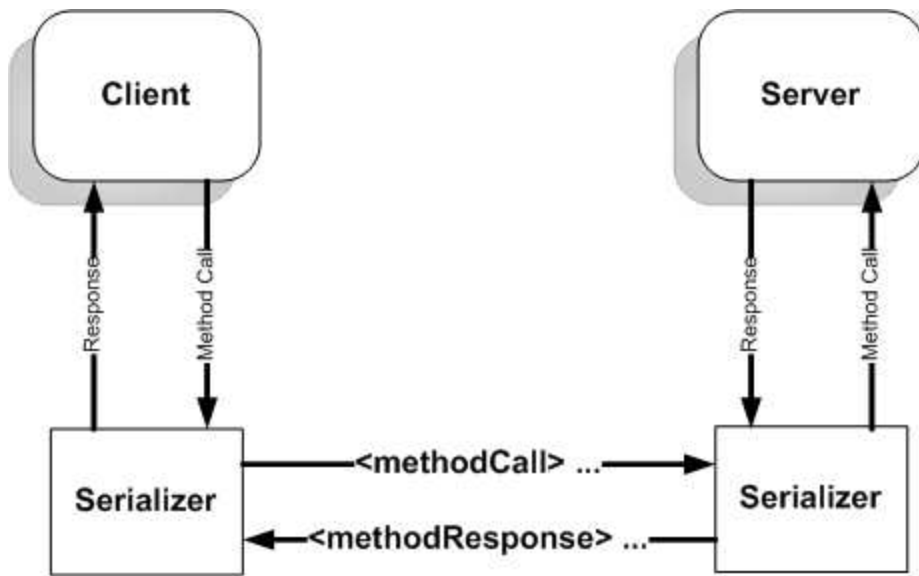 Client
Server
Response
Method Call
Response
Method Call
<methodCall> ...
Serializer
Serializer
<methodResponse> ...